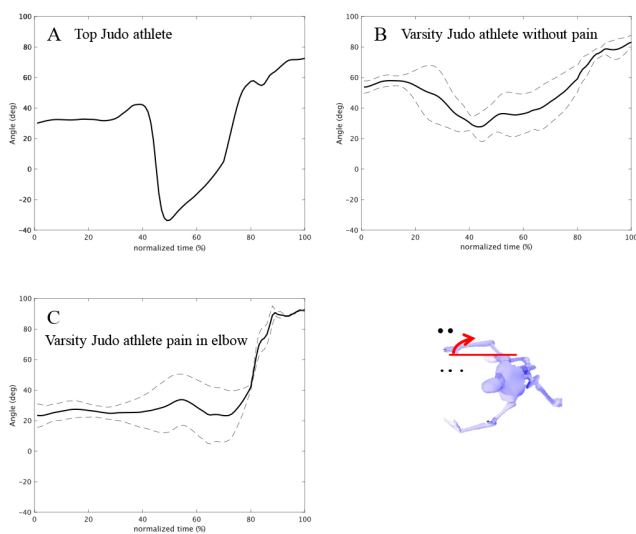 A Top Judo athlete
100
80
60
40
20
0
−20
−40
Angle (deg)
0 20 40 60 80 100
normalized time (%)
B Varsity Judo athlete without pain
100
80
60
40
20
0
−20
−40
Angle (deg)
0 20 40 60 80 100
normalized time (%)
C
Varsity Judo athlete pain in elbow
100
80
60
40
20
0
−20
−40
Angle (deg)
0 20 40 60 80 100
normalized time (%)